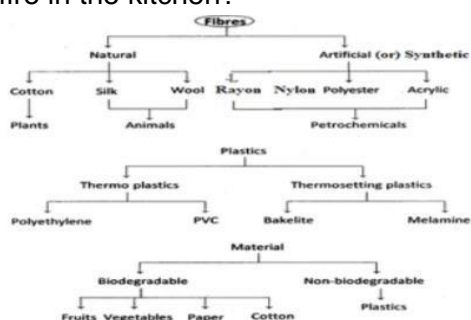 fire in the kitchen?
Fibres
Natural Artificial (or) Synthetic
Cotton Silk Wool Rayon Nylon Polyester Acrylic
Plants Animals Petrochemicals
Plastics
Thermo plastics Thermosetting plastics
Polyethylene PVC Bakelite Melamine
Material
Biodegradable Non-biodegradable
Fruits Vegetables Paper Cotton Plastics